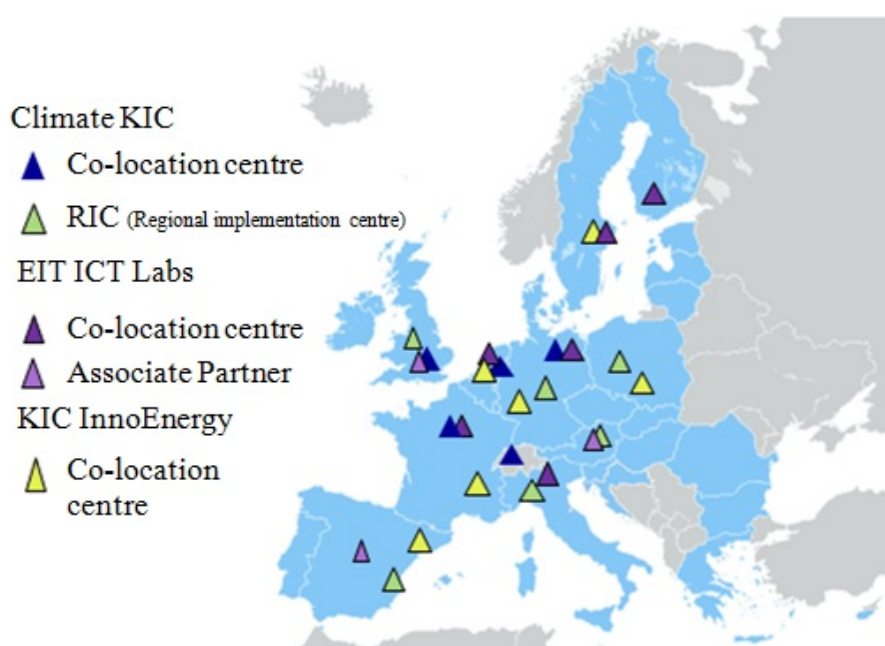 Climate KIC
Co-location centre
RIC (Regional implementation centre)
EIT ICT Labs
Co-location centre
Associate Partner
KIC InnoEnergy
Co-location
centre